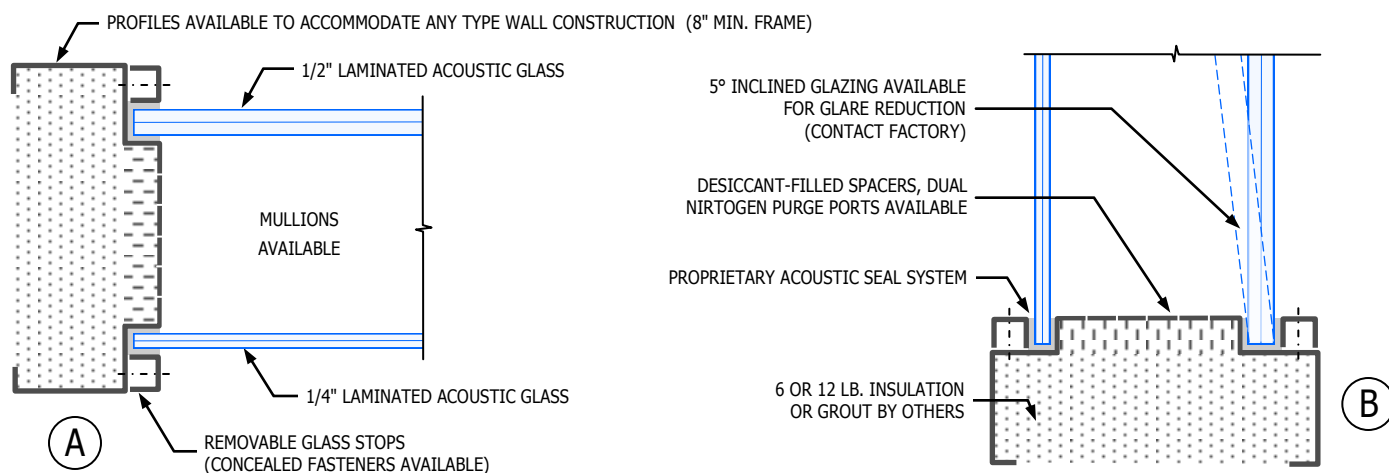 PROFILES AVAILABLE TO ACCOMMODATE ANY TYPE WALL CONSTRUCTION (8" MIN. FRAME)
1/2" LAMINATED ACOUSTIC GLASS
MULLIONS
AVAILABLE
1/4" LAMINATED ACOUSTIC GLASS
REMOVABLE GLASS STOPS
(CONCEALED FASTENERS AVAILABLE)
A
5° INCLINED GLAZING AVAILABLE
FOR GLARE REDUCTION
(CONTACT FACTORY)
DESICCANT-FILLED SPACERS, DUAL
NIRTOGEN PURGE PORTS AVAILABLE
PROPRIETARY ACOUSTIC SEAL SYSTEM
6 OR 12 LB. INSULATION
OR GROUT BY OTHERS
B